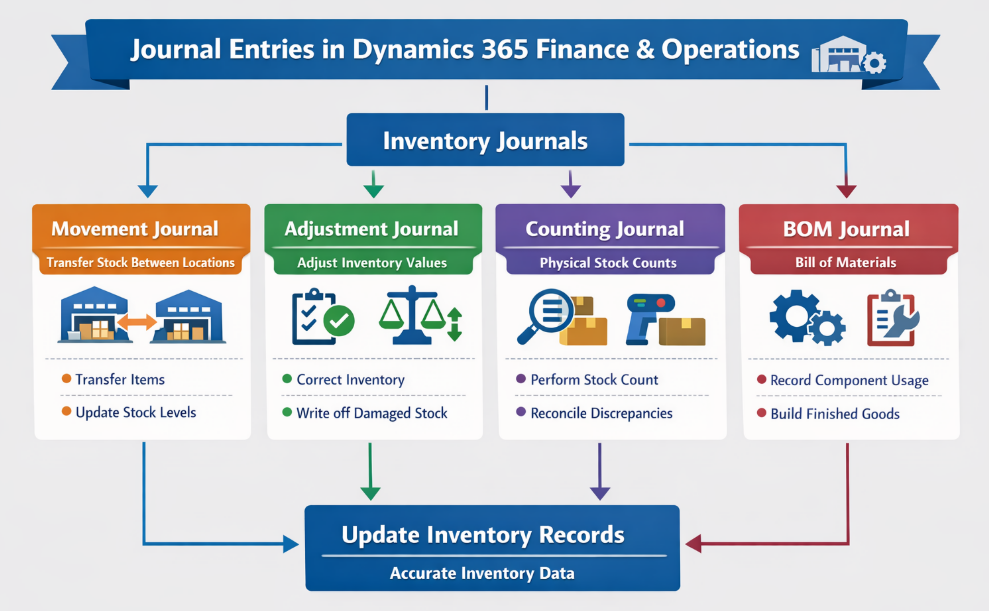 Journal Entries in Dynamics 365 Finance & Operations
Inventory Journals
Movement Journal
Transfer Stock Between Locations
Transfer Items
Update Stock Levels
Adjustment Journal
Adjust Inventory Values
Correct Inventory
Write off Damaged Stock
Counting Journal
Physical Stock Counts
Perform Stock Count
Reconcile Discrepancies
BOM Journal
Bill of Materials
Record Component Usage
Build Finished Goods
Update Inventory Records
Accurate Inventory Data